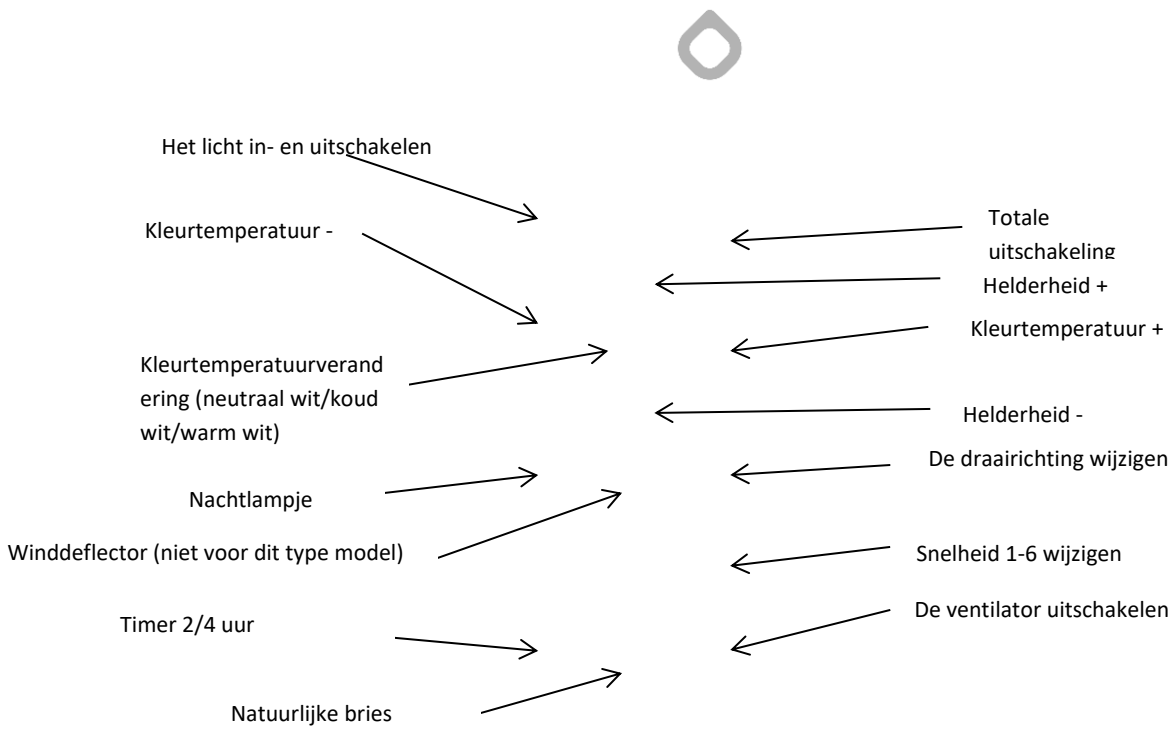 Het licht in- en uitschakelen
Kleurtemperatuur -
Totale
uitschakeling
Helderheid +
Kleurtemperatuur +
Kleurtemperatuurverand
ering (neutraal wit/koud
wit/warm wit)
Helderheid -
De draairichting wijzigen
Nachtlampje
Winddeflector (niet voor dit type model)
Snelheid 1-6 wijzigen
De ventilator uitschakelen
Timer 2/4 uur
Natuurlijke bries